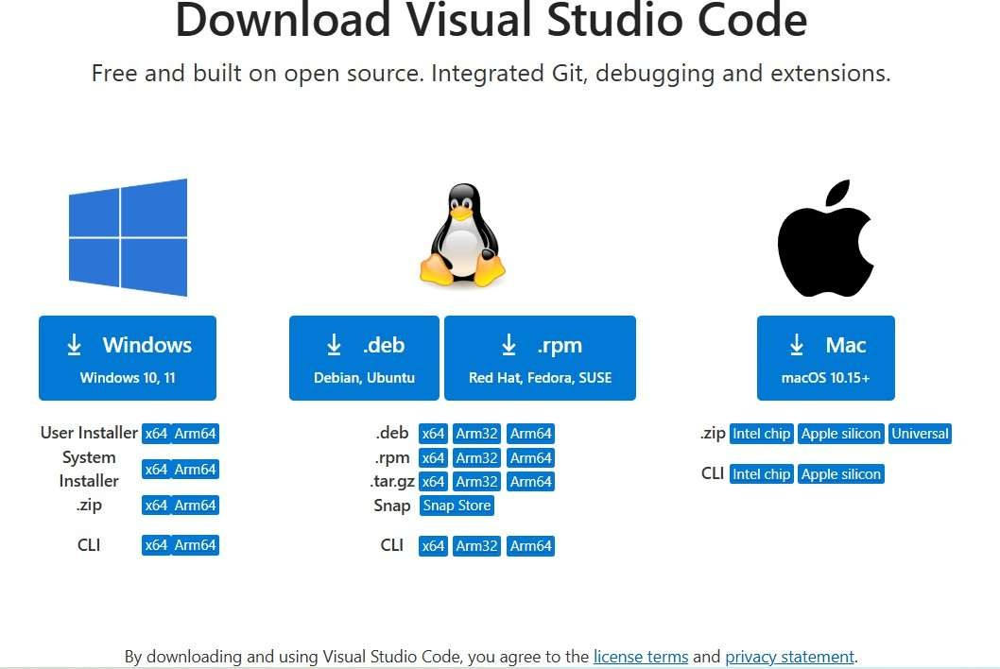 Download Visual Studio Code
Free and built on open source. Integrated Git, debugging and extensions.
Windows
Windows 10, 11
User Installer x64 Arm64
System
Installer x64 Arm64
.zip x64 Arm64
CLI x64 Arm64
.deb
Debian, Ubuntu
.rpm
Red Hat, Fedora, SUSE
.deb x64 Arm32 Arm64
.rpm x64 Arm32 Arm64
.tar.gz x64 Arm32 Arm64
Snap Snap Store
CLI x64 Arm32 Arm64
Mac
macOS 10.15+
.zip Intel chip Apple silicon Universal
CLI Intel chip Apple silicon
By downloading and using Visual Studio Code, you agree to the license terms and privacy statement.